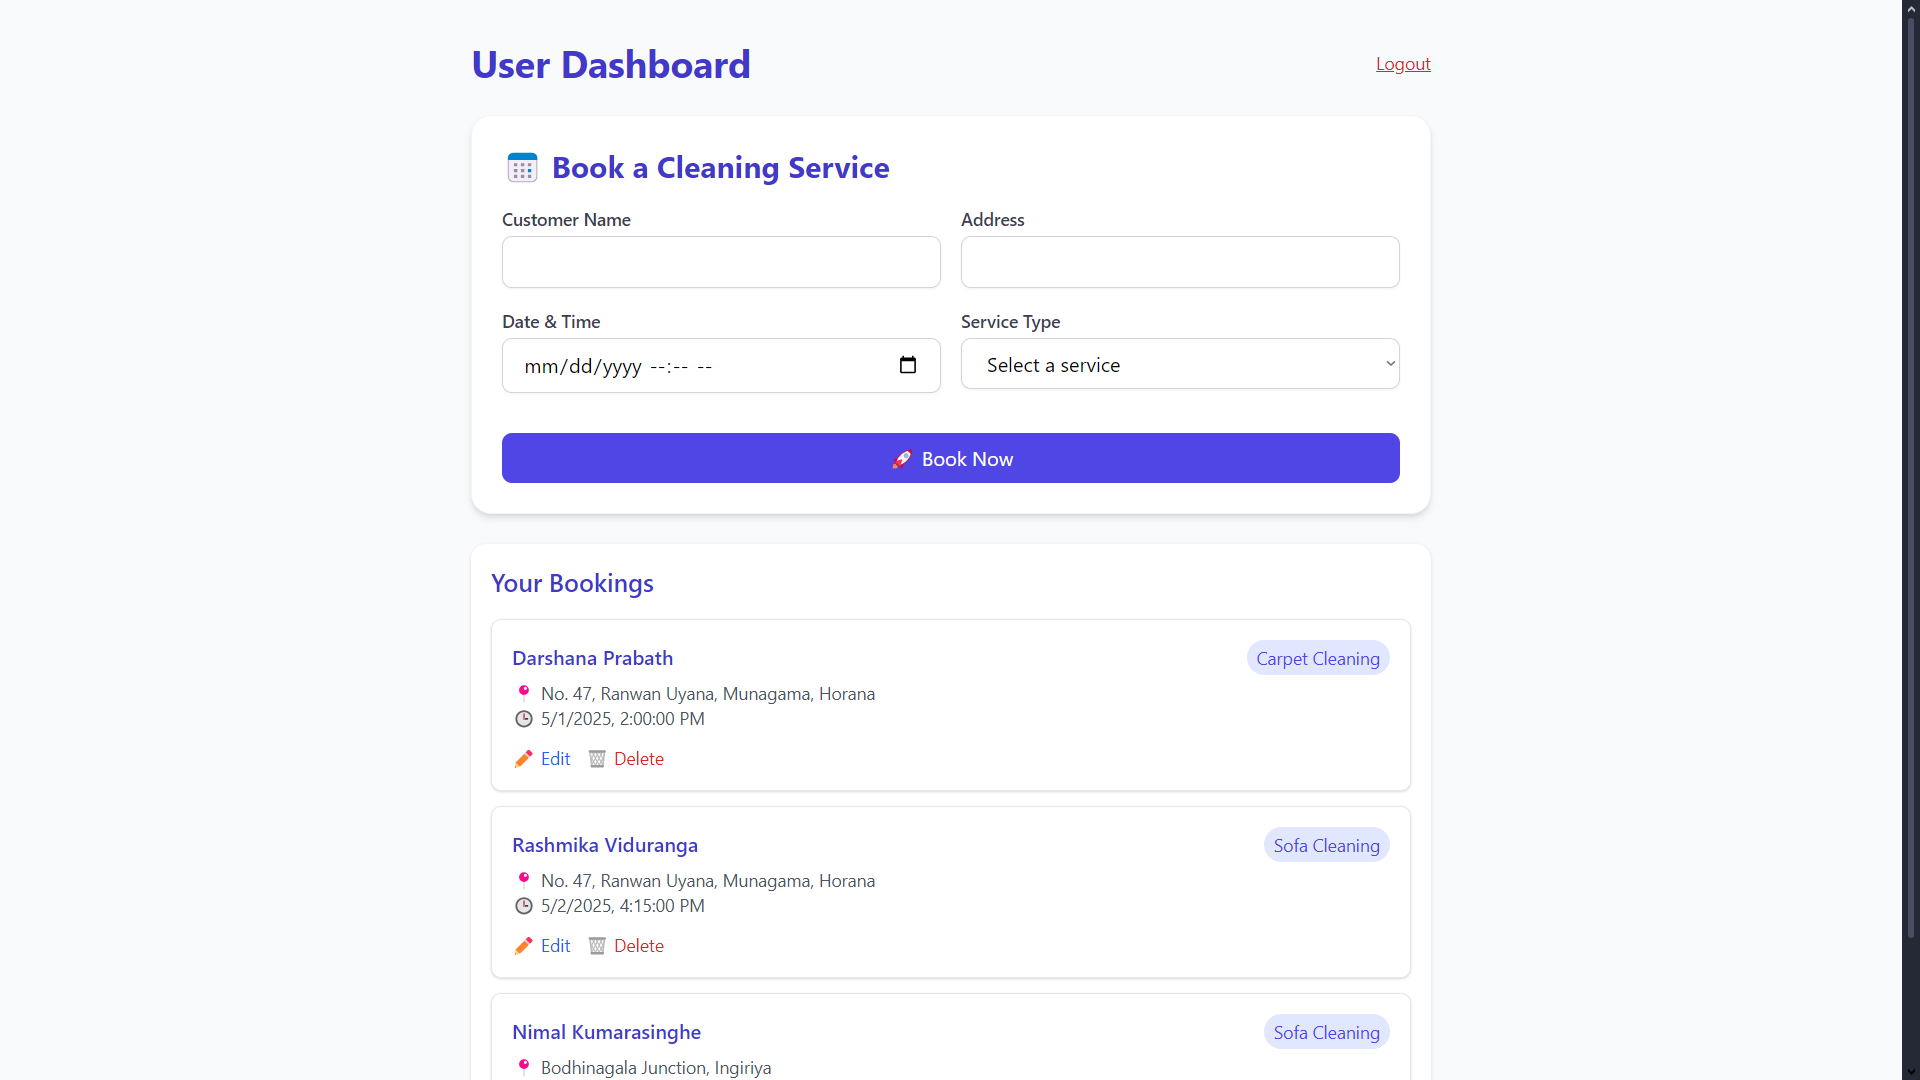 User Dashboard
Logout
Book a Cleaning Service
Customer Name
Address
Date & Time
Service Type
mm/dd/yyyy --:-- --
Select a service
Book Now
Your Bookings
Darshana Prabath
Carpet Cleaning
No. 47, Ranwan Uyana, Munagama, Horana
5/1/2025, 2:00:00 PM
Edit Delete
Rashmika Viduranga
Sofa Cleaning
No. 47, Ranwan Uyana, Munagama, Horana
5/2/2025, 4:15:00 PM
Edit Delete
Nimal Kumarasinghe
Sofa Cleaning
Bodhinagala Junction, Ingiriya